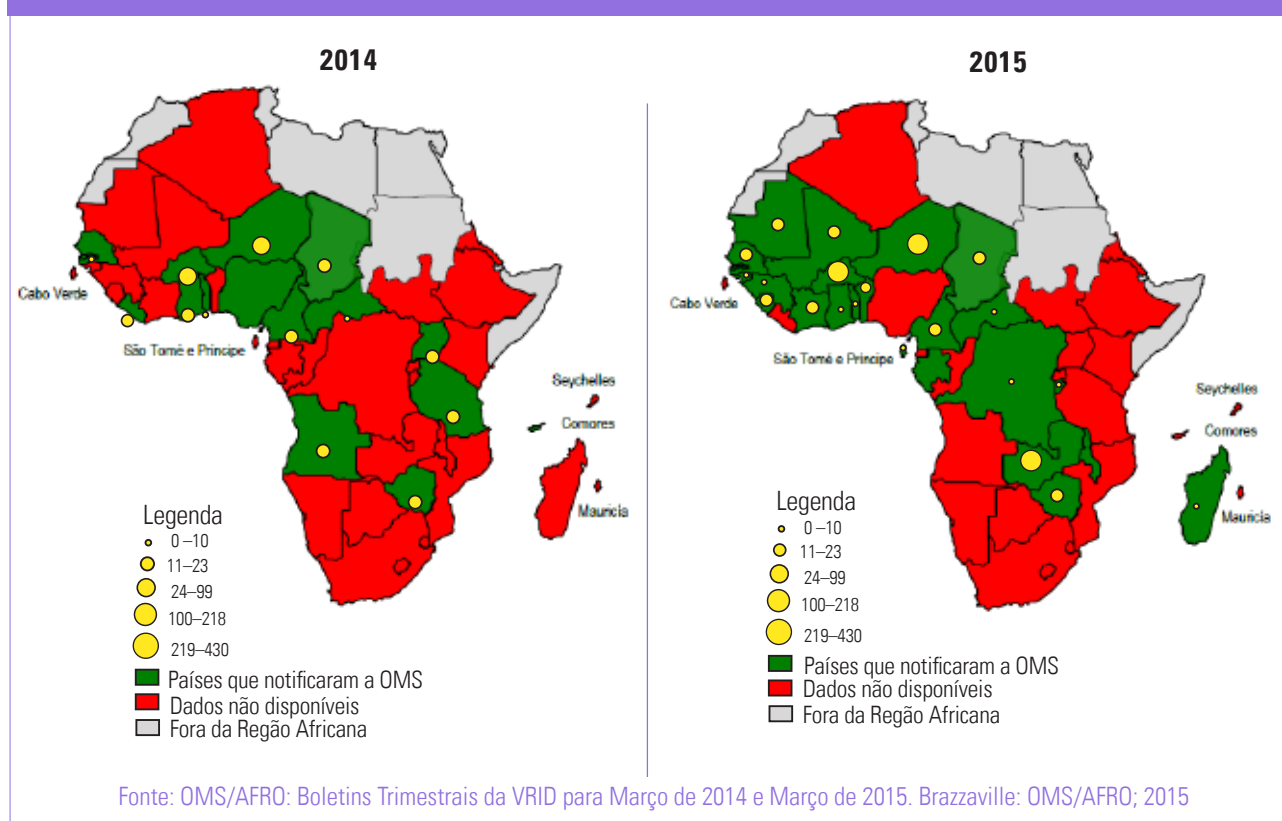 2014
Cabo Verde
São Tomé e Príncipe
Seychelles
Comores
Mauricia
Legenda
0 –10
11–23
24–99
100–218
219–430
Países que notificaram a OMS
Dados não disponíveis
Fora da Região Africana
2015
Cabo Verde
São Tomé e Príncipe
Seychelles
Comores
Mauricia
Legenda
0 –10
11–23
24–99
100–218
219–430
Países que notificaram a OMS
Dados não disponíveis
Fora da Região Africana
Fonte: OMS/AFRO: Boletins Trimestrais da VRID para Março de 2014 e Março de 2015. Brazzaville: OMS/AFRO; 2015